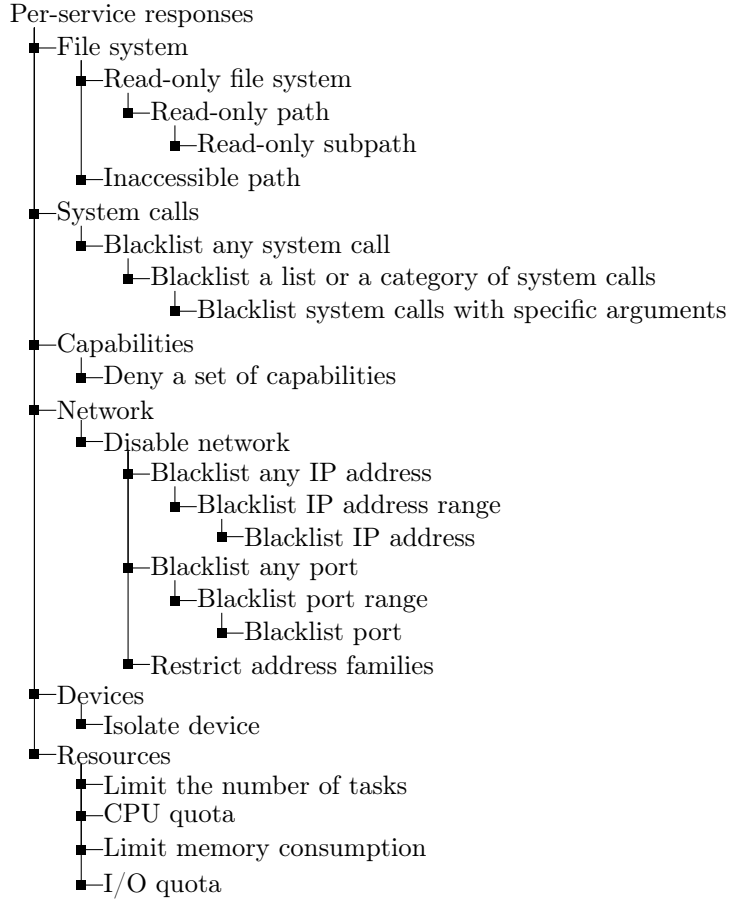 Per-service responses
File system
Read-only file system
Read-only path
Read-only subpath
Inaccessible path
System calls
Blacklist any system call
Blacklist a list or a category of system calls
Blacklist system calls with specific arguments
Capabilities
Deny a set of capabilities
Network
Disable network
Blacklist any IP address
Blacklist IP address range
Blacklist IP address
Blacklist any port
Blacklist port range
Blacklist port
Restrict address families
Devices
Isolate device
Resources
Limit the number of tasks
CPU quota
Limit memory consumption
I/O quota